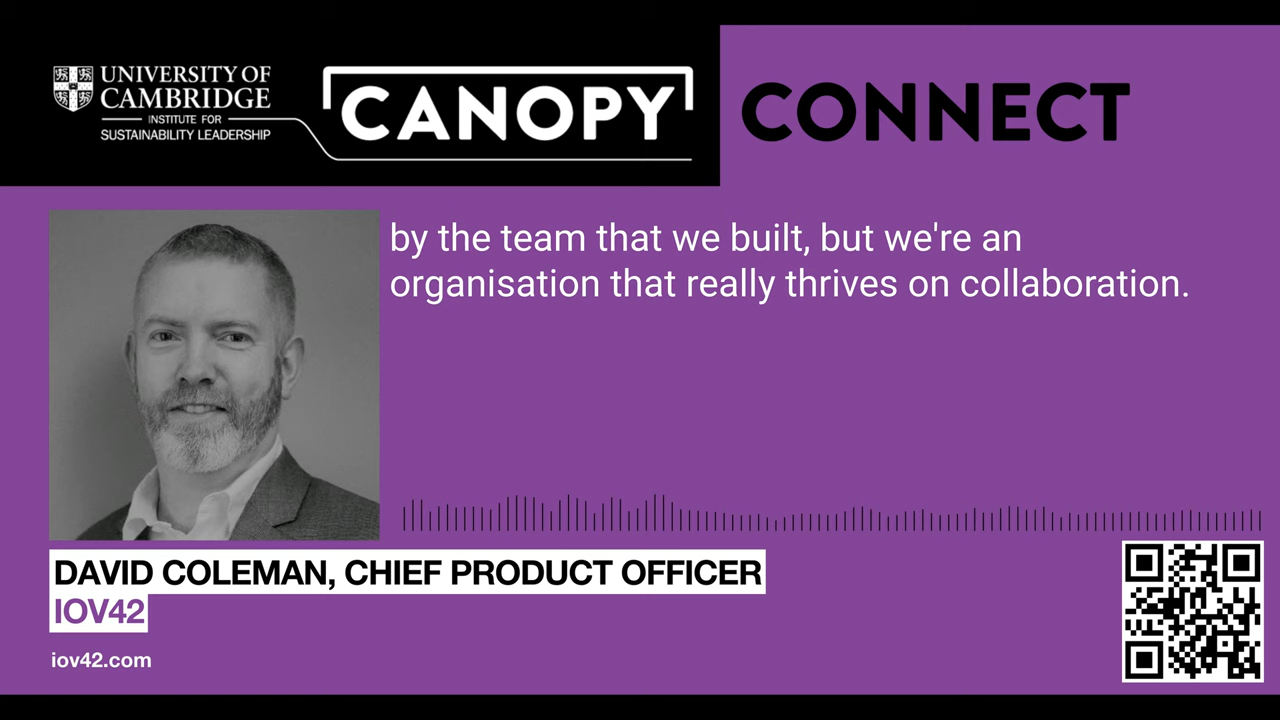 UNIVERSITY OF
CAMBRIDGE
INSTITUTE FOR
SUSTAINABILITY LEADERSHIP
CANOPY
CONNECT
by the team that we built, but we're an
organisation that really thrives on collaboration.
DAVID COLEMAN, CHIEF PRODUCT OFFICER
IOV42
iov42.com